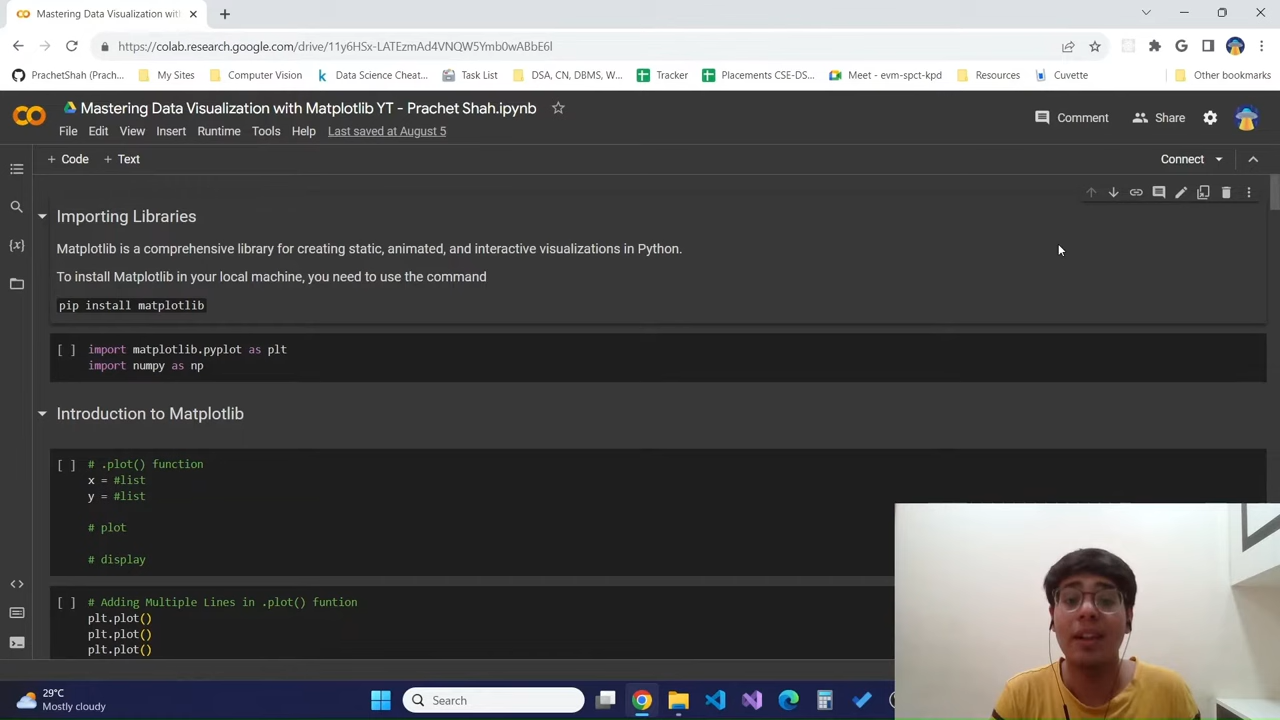 Mastering Data Visualization wit
https://colab.research.google.com/drive/11y6HSx-LATEzmAd4VNQW5Ymb0wABbE6l
PrachetShah (Prach...
My Sites
Computer Vision
Data Science Cheat...
Task List
DSA, CN, DBMS, W...
Tracker
Placements CSE-DS...
Meet - evm-spct-kpd
Resources
Cuvette
Other bookmarks
Mastering Data Visualization with Matplotlib YT - Prachet Shah.ipynb
File Edit View Insert Runtime Tools Help Last saved at August 5
Comment
Share
+ Code + Text
Connect
Importing Libraries
Matplotlib is a comprehensive library for creating static, animated, and interactive visualizations in Python.
To install Matplotlib in your local machine, you need to use the command
pip install matplotlib
[ ] import matplotlib.pyplot as plt
import numpy as np
Introduction to Matplotlib
[ ] # .plot() function
x = #list
y = #list
# plot
# display
[ ] # Adding Multiple Lines in .plot() funtion
plt.plot()
plt.plot()
plt.plot()
29°C
Mostly cloudy
Search